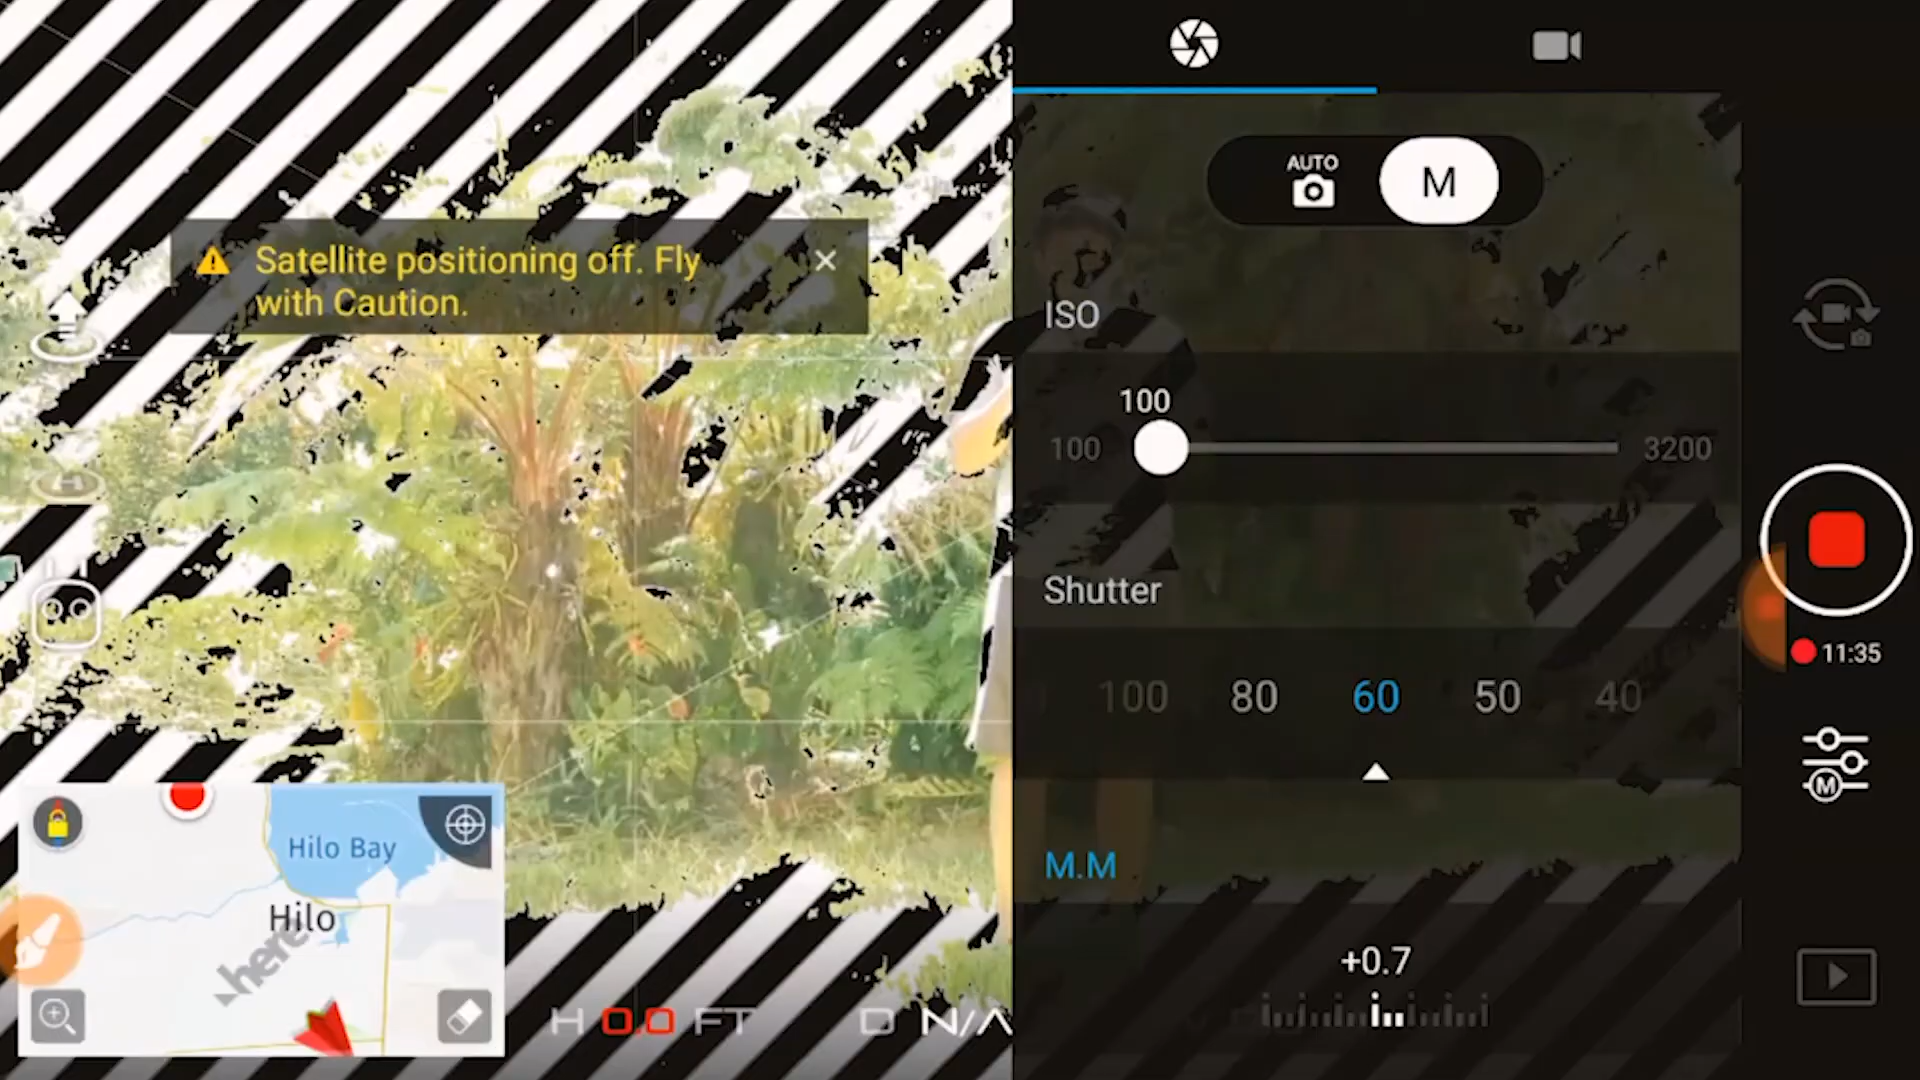 Satellite positioning off. Fly
with Caution.
AUTO
M
ISO
100
100
3200
Shutter
100 80 60 50 40
M.M
+0.7
11:35
M
Hilo Bay
Hilo
here
H 0.0 FT
D N/A